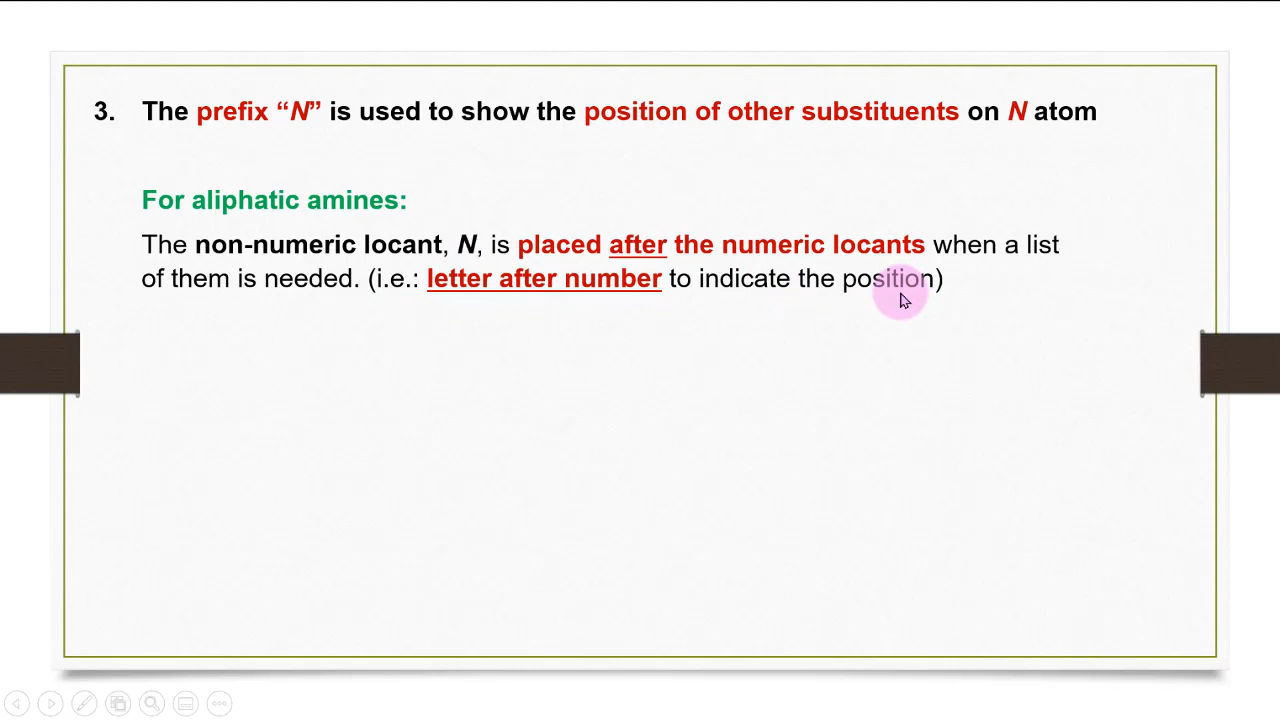 3. The prefix “N” is used to show the position of other substituents on N atom
For aliphatic amines:
The non-numeric locant, N, is placed after the numeric locants when a list
of them is needed. (i.e.: letter after number to indicate the position)